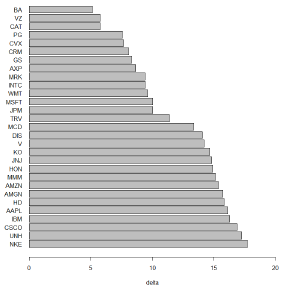 BA
VZ
CAT
PG
CVX
CRM
GS
AXP
MRK
INTC
WMT
MSFT
JPM
TRV
MCD
DIS
V
KO
JNJ
HON
MMM
AMZN
AMGN
HD
AAPL
IBM
CSCO
UNH
NKE
0 5 10 15 20
delta